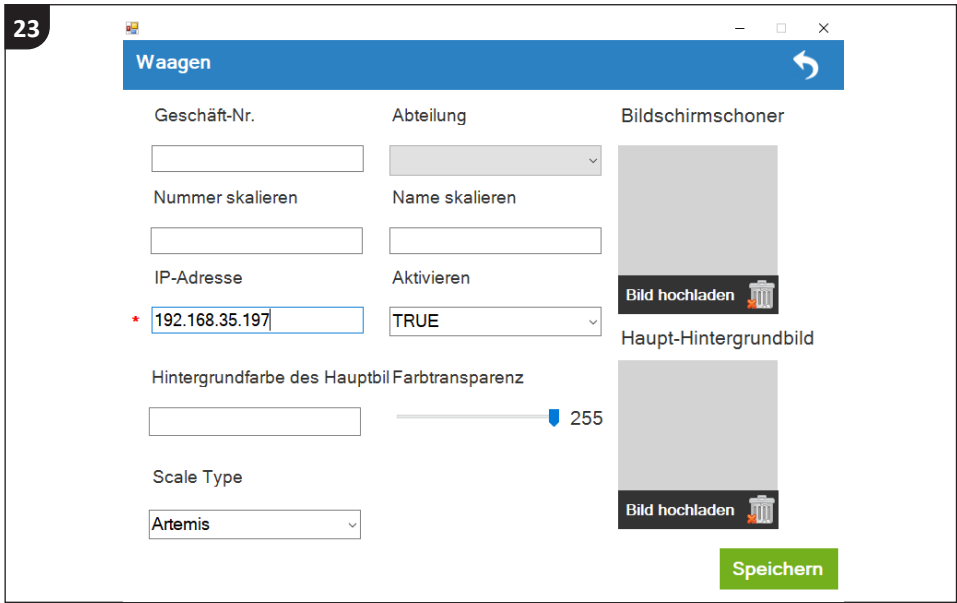 23
Waagen
Geschäft-Nr.
Abteilung
Bildschirmschoner
Nummer skalieren
Name skalieren
IP-Adresse
Aktivieren
Bild hochladen
* 192.168.35.197
TRUE
Haupt-Hintergrundbild
Hintergrundfarbe des Hauptbil
Farbtransparenz
255
Scale Type
Artemis
Bild hochladen
Speichern